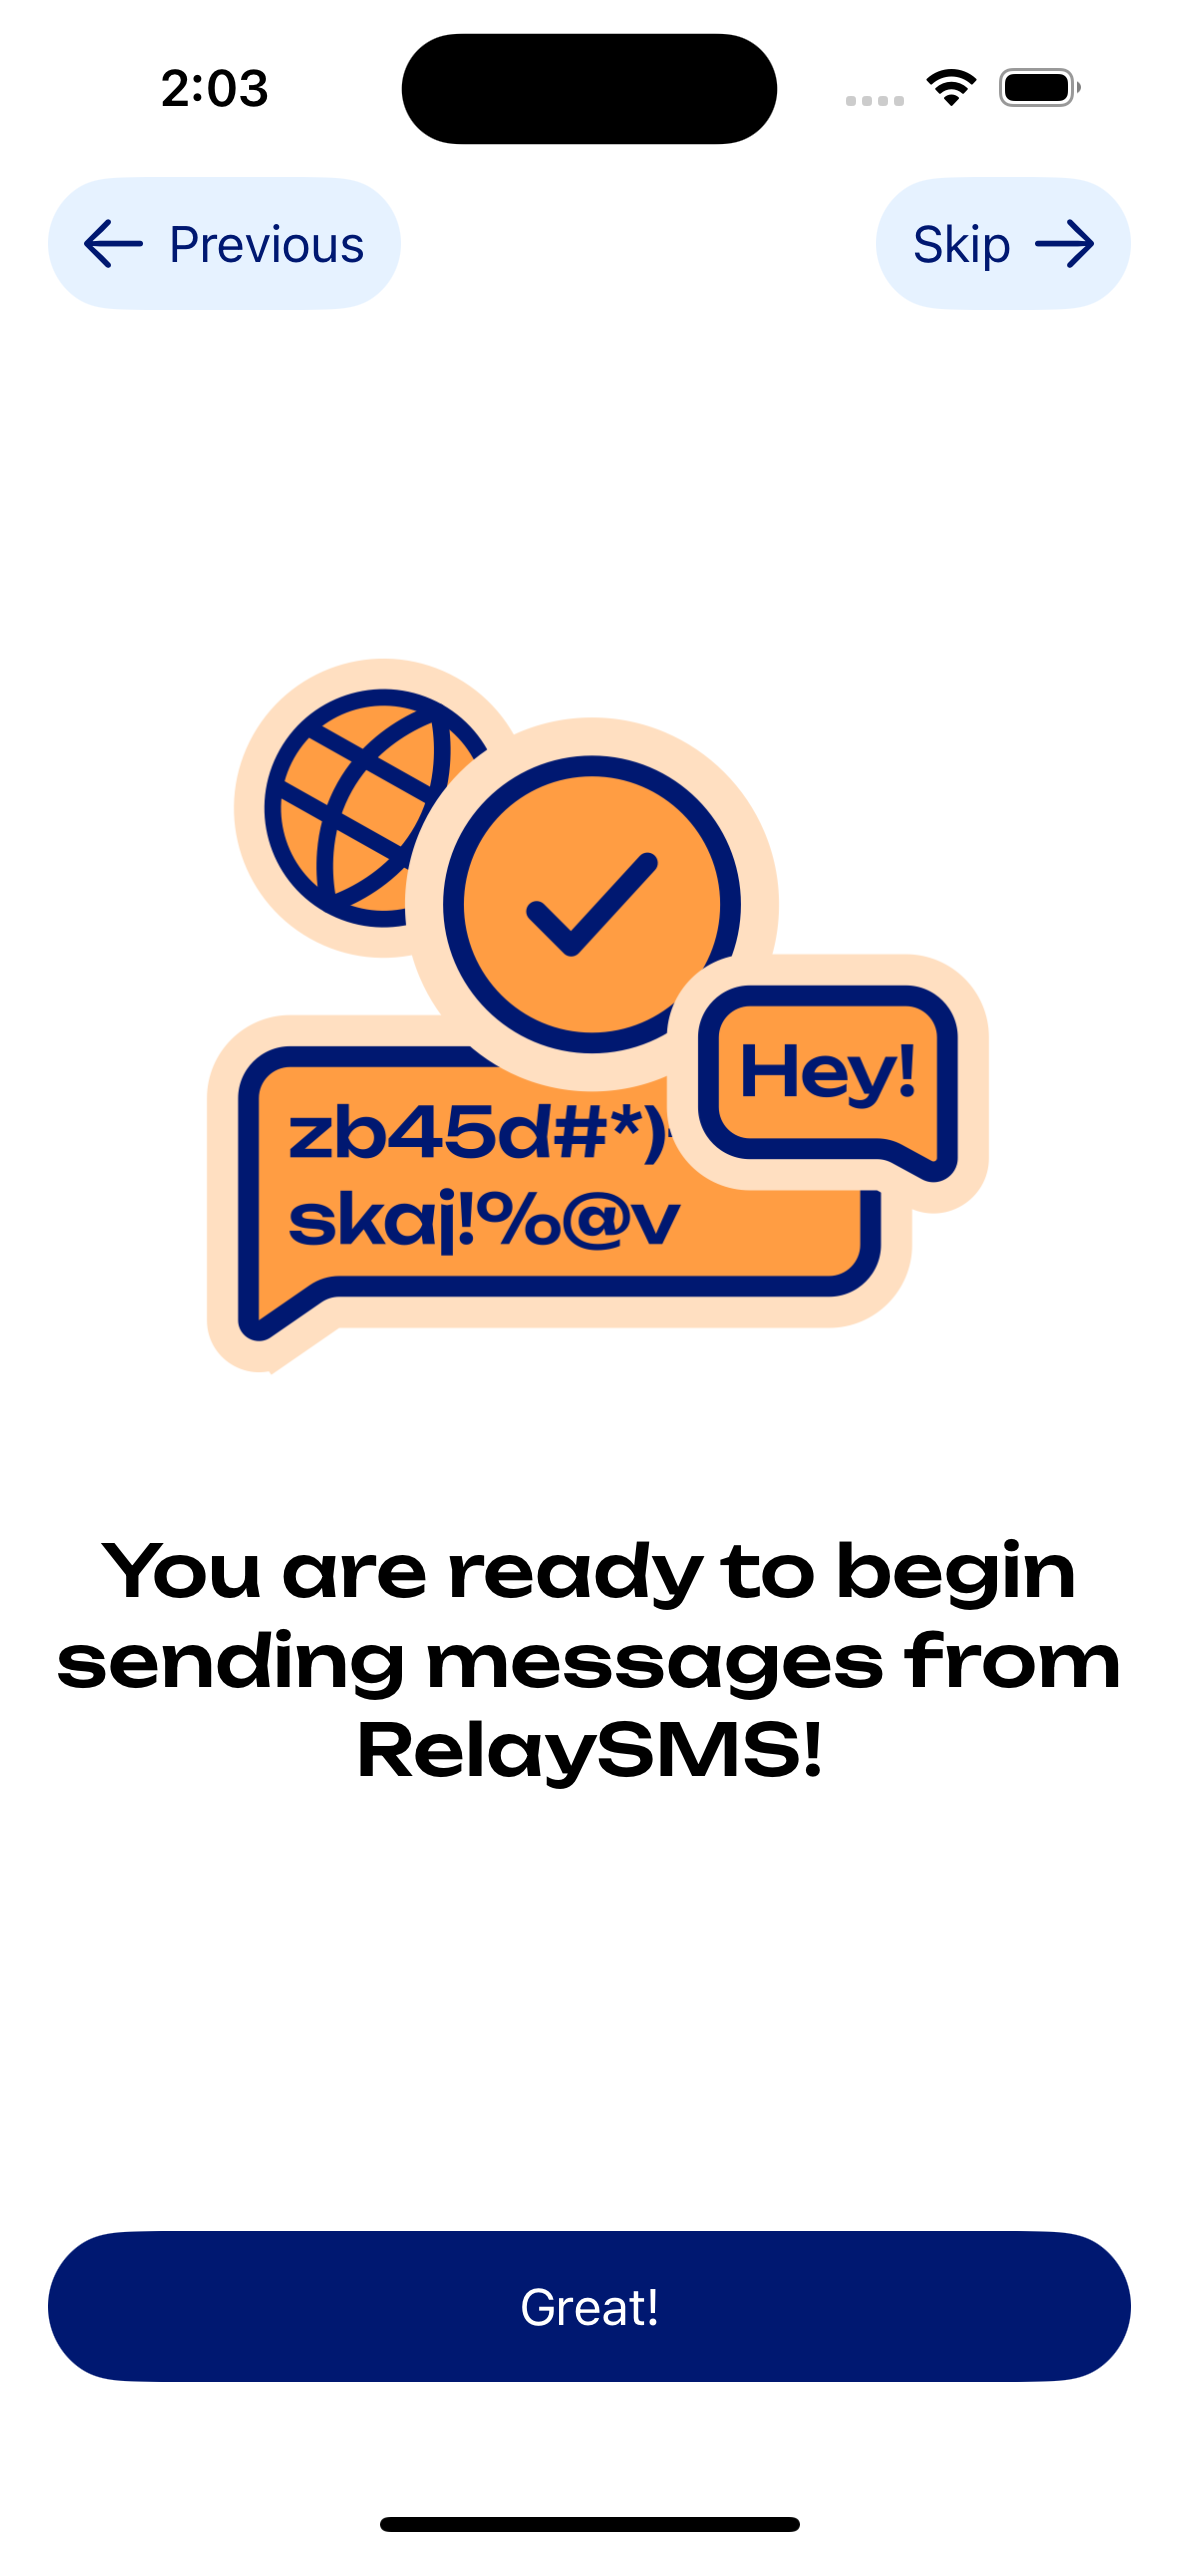 2:03
Previous
Skip
Hey!
zb45d#*)
skaj!%@v
You are ready to begin
sending messages from
RelaySMS!
Great!